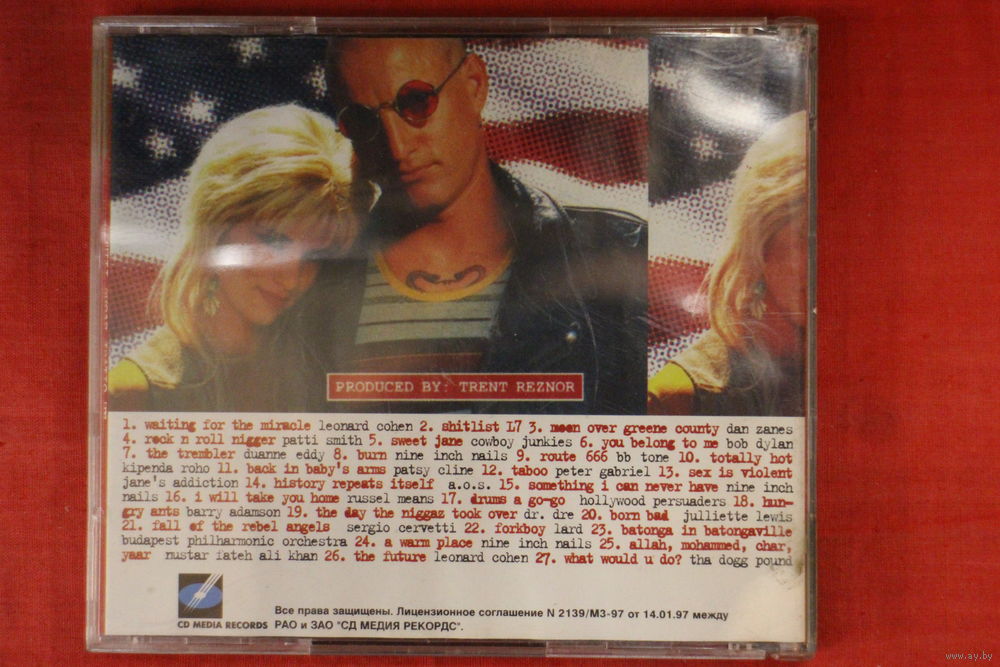 PRODUCED BY: TRENT REZNOR
1. waiting for the miracle leonard cohen 2. shitlist L7 3. moon over greene county dan zanes
4. rock n roll nigger patti smith 5. sweet jane cowboy junkies 6. you belong to me bob dylan
7. the trembler duanne eddy 8. burn nine inch nails 9. route 666 bb tone 10. totally hot
kipenda roho 11. back in baby's arms patsy cline 12. taboo peter gabriel 13. sex is violent
jane's addiction 14. history repeats itself a.o.s. 15. something i can never have nine inch
nails 16. i will take you home russel means 17. drums a go-go hollywood persuaders 18. hun-
gry ants barry adamson 19. the day the niggaz took over dr. dre 20. born bad julliette lewis
21. fall of the rebel angels sergio cervetti 22. forkboy lard 23. batonga in batongaville
budapest philharmonic orchestra 24. a warm place nine inch nails 25. allah, mohammed, char,
yaar nustar fateh ali khan 26. the future leonard cohen 27. what would u do? tha dogg pound
CD MEDIA RECORDS
Все права защищены. Лицензионное соглашение N 2139/МЗ-97 от 14.01.97 между
РАО и ЗАО "СД МЕДИЯ РЕКОРДС".
www.ay.by